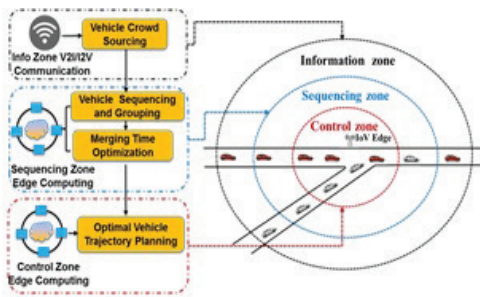 Vehicle Crowd
Sourcing
Info Zone V2I/I2V
Communication
Vehicle Sequencing
and Grouping
Merging Time
Optimization
Sequencing Zone
Edge Computing
Optimal Vehicle
Trajectory Planning
Control Zone
Edge Computing
Information zone
Sequencing zone
Control zone
IoV Edge